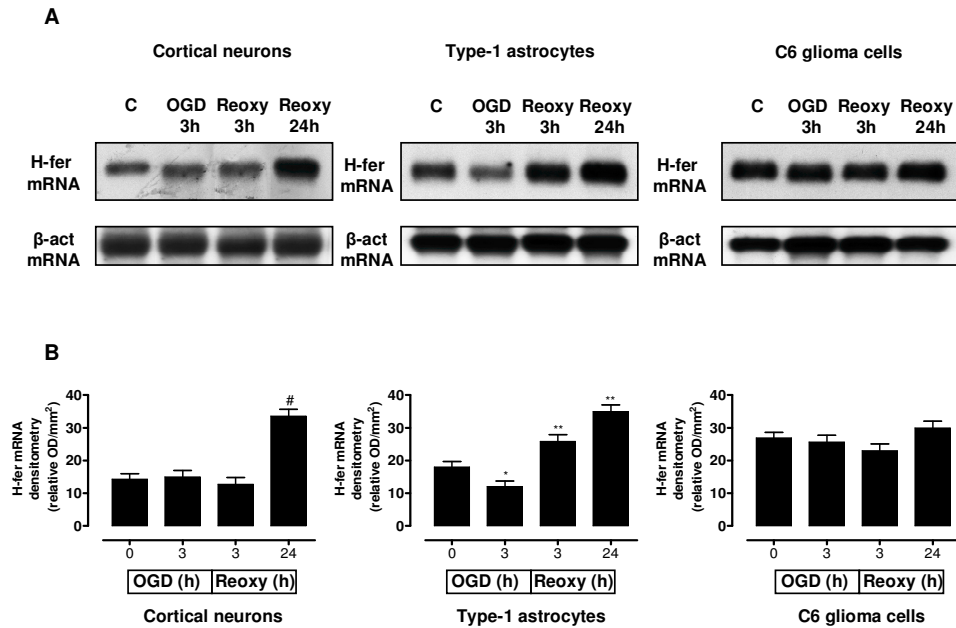 A
Cortical neurons
Type-1 astrocytes
C6 glioma cells
C OGD 3h Reoxy 3h Reoxy 24h
C OGD 3h Reoxy 3h Reoxy 24h
C OGD 3h Reoxy 3h Reoxy 24h
H-fer mRNA
H-fer mRNA
H-fer mRNA
β-act mRNA
β-act mRNA
β-act mRNA
B
H-fer mRNA
densitometry
(relative OD/mm²)
40
30
20
10
0
#
0 3 3 24
OGD (h) Reoxy (h)
Cortical neurons
H-fer mRNA
densitometry
(relative OD/mm²)
40
30
20
10
0
* ** **
0 3 3 24
OGD (h) Reoxy (h)
Type-1 astrocytes
H-fer mRNA
densitometry
(relative OD/mm²)
40
30
20
10
0
0 3 3 24
OGD (h) Reoxy (h)
C6 glioma cells